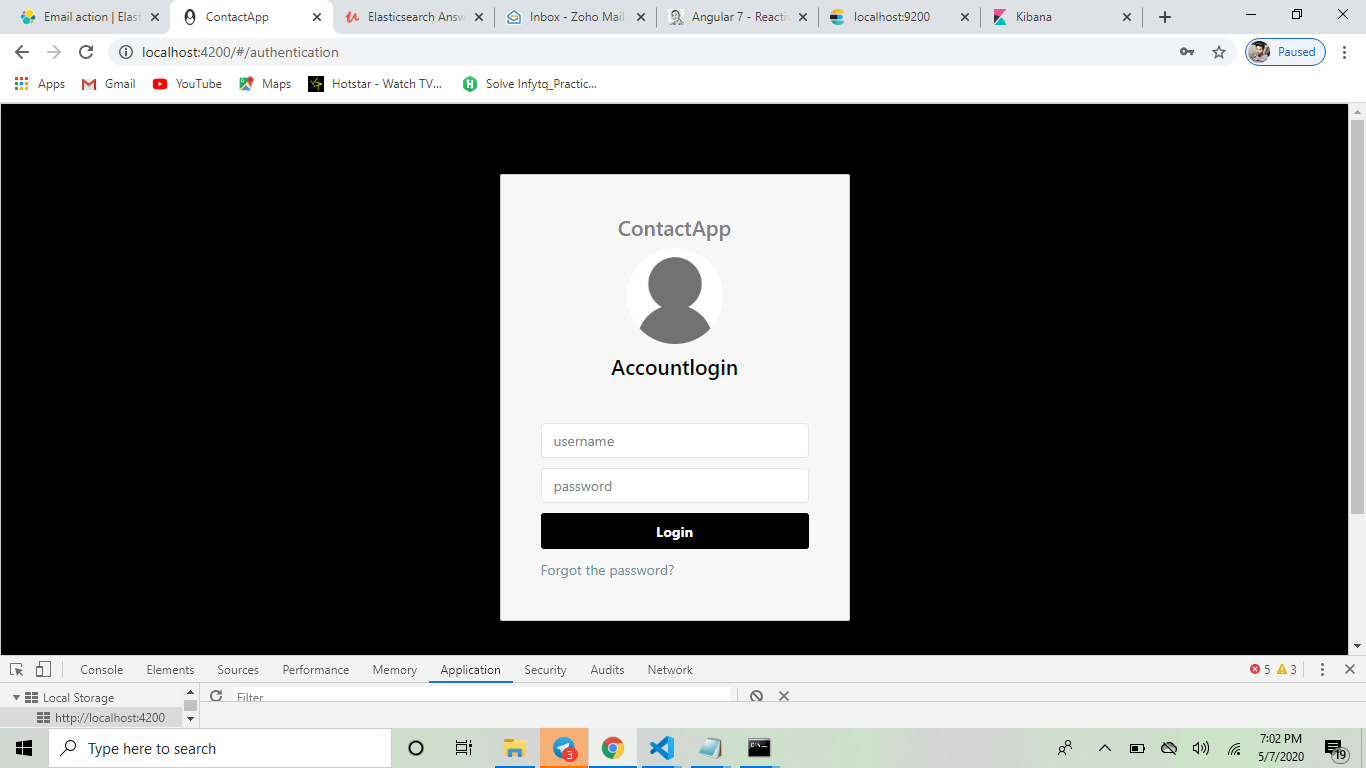 Email action | Elast
ContactApp
Elasticsearch Answ
Inbox - Zoho Mail
Angular 7 - Reacti
localhost:9200
Kibana
localhost:4200/#/authentication
Paused
Apps
Gmail
YouTube
Maps
Hotstar - Watch TV...
Solve Infytq_Practic...
ContactApp
Accountlogin
username
password
Login
Forgot the password?
Console Elements Sources Performance Memory Application Security Audits Network
5 3
Local Storage
Filter
http://localhost:4200
Type here to search
3
7:02 PM
5/7/2020
19